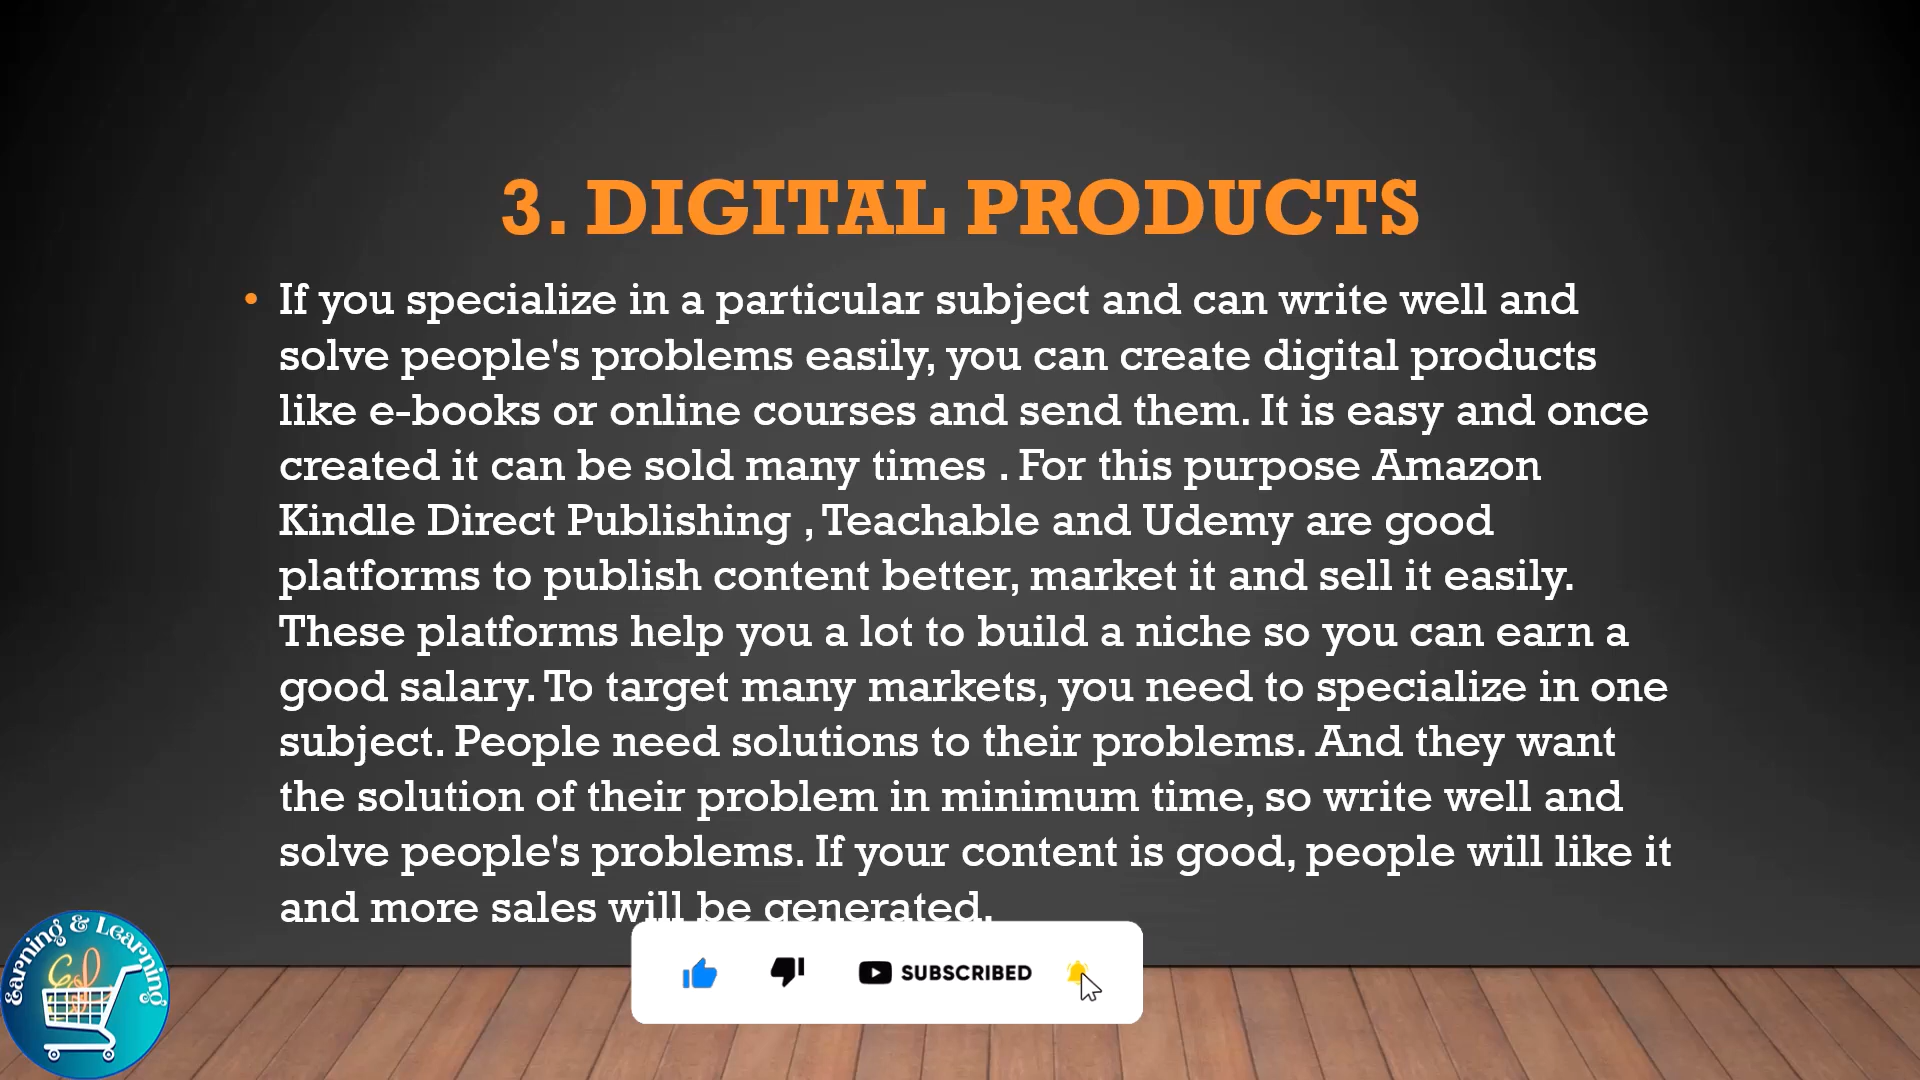 3. DIGITAL PRODUCTS
• If you specialize in a particular subject and can write well and
solve people's problems easily, you can create digital products
like e-books or online courses and send them. It is easy and once
created it can be sold many times . For this purpose Amazon
Kindle Direct Publishing , Teachable and Udemy are good
platforms to publish content better, market it and sell it easily.
These platforms help you a lot to build a niche so you can earn a
good salary. To target many markets, you need to specialize in one
subject. People need solutions to their problems. And they want
the solution of their problem in minimum time, so write well and
solve people's problems. If your content is good, people will like it
and more sales will be generated.
Earning & Learning
SUBSCRIBED